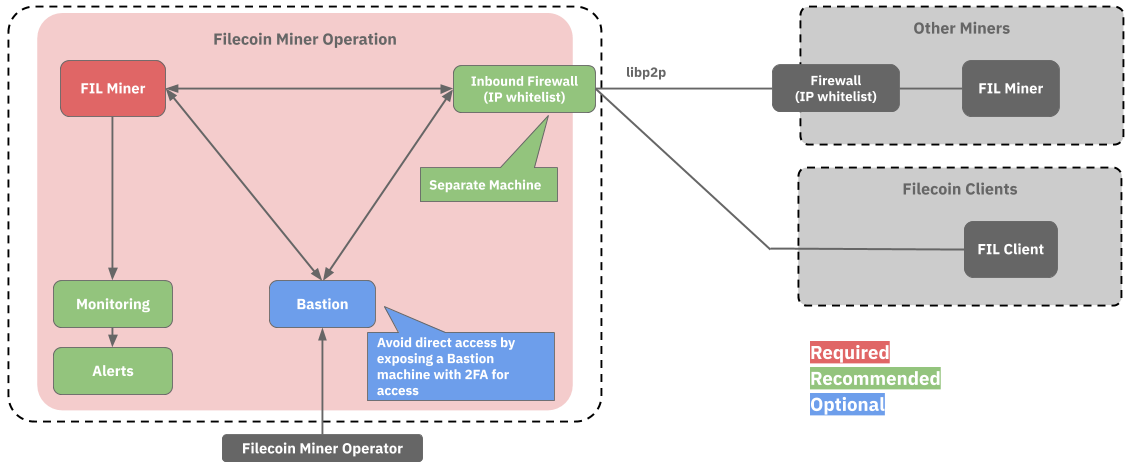 Filecoin Miner Operation
FIL Miner
Inbound Firewall
(IP whitelist)
Separate Machine
Monitoring
Alerts
Bastion
Avoid direct access by
exposing a Bastion
machine with 2FA for
access
Filecoin Miner Operator
libp2p
Other Miners
Firewall
(IP whitelist)
FIL Miner
Filecoin Clients
FIL Client
Required
Recommended
Optional